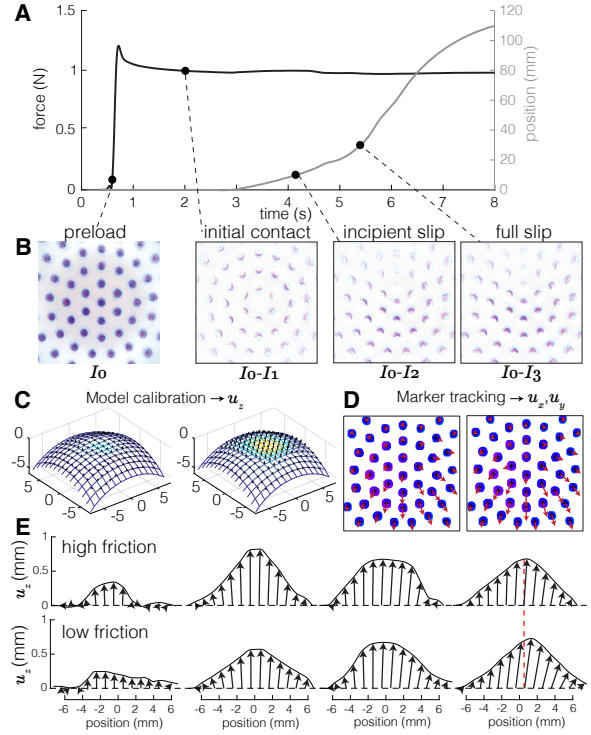 A
1.5
1
0.5
0
force (N)
0 1 2 3 4 5 6 7 8
time (s)
120
100
80
60
40
20
0
position (mm)
preload initial contact incipient slip full slip
B
I0 I0-I1 I0-I2 I0-I3
C Model calibration → uz
0
-5
5
0
-5
-5
0
5
0
-5
5
0
-5
-5
0
5
D Marker tracking → ux,uy
E
high friction
1
0.5
0
uz (mm)
low friction
1
0.5
0
uz (mm)
-6 -4 -2 0 2 4 6 -6 -4 -2 0 2 4 6 -6 -4 -2 0 2 4 6 -6 -4 -2 0 2 4 6
position (mm) position (mm) position (mm) position (mm)